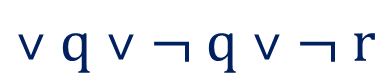 ∨ q ∨ ¬ q ∨ ¬ r